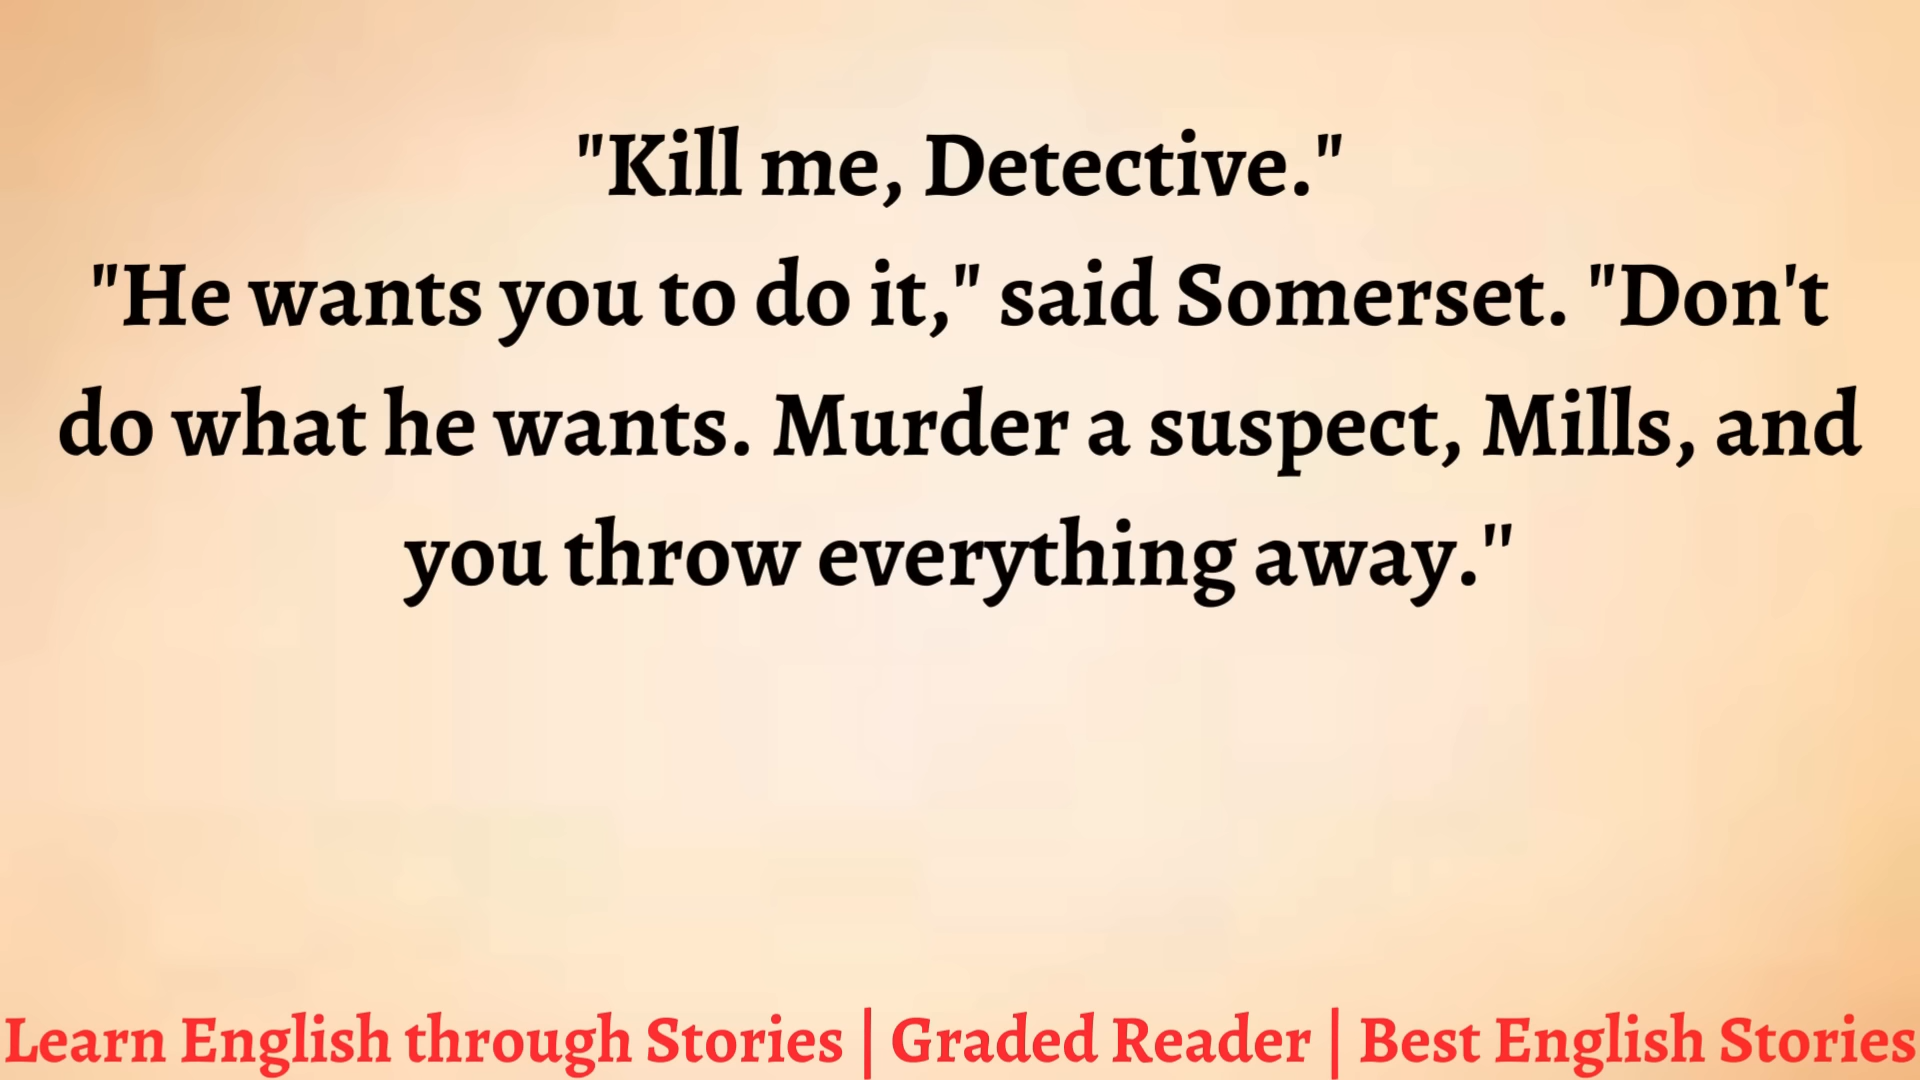 "Kill me, Detective."
"He wants you to do it," said Somerset. "Don't
do what he wants. Murder a suspect, Mills, and
you throw everything away."
Learn English through Stories | Graded Reader | Best English Stories